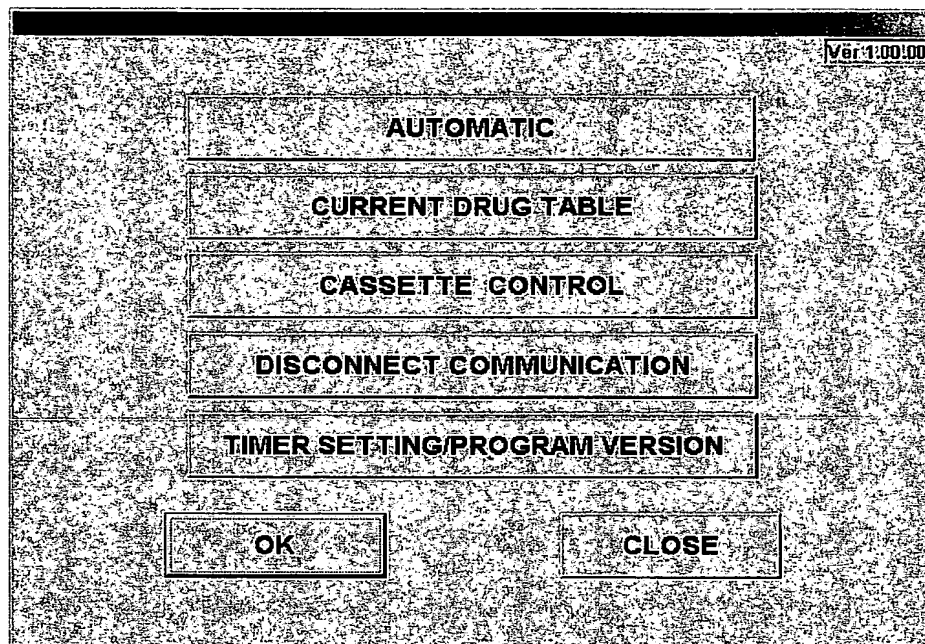 Ver 1.00.00
AUTOMATIC
CURRENT DRUG TABLE
CASSETTE CONTROL
DISCONNECT COMMUNICATION
TIMER SETTING/PROGRAM VERSION
OK
CLOSE